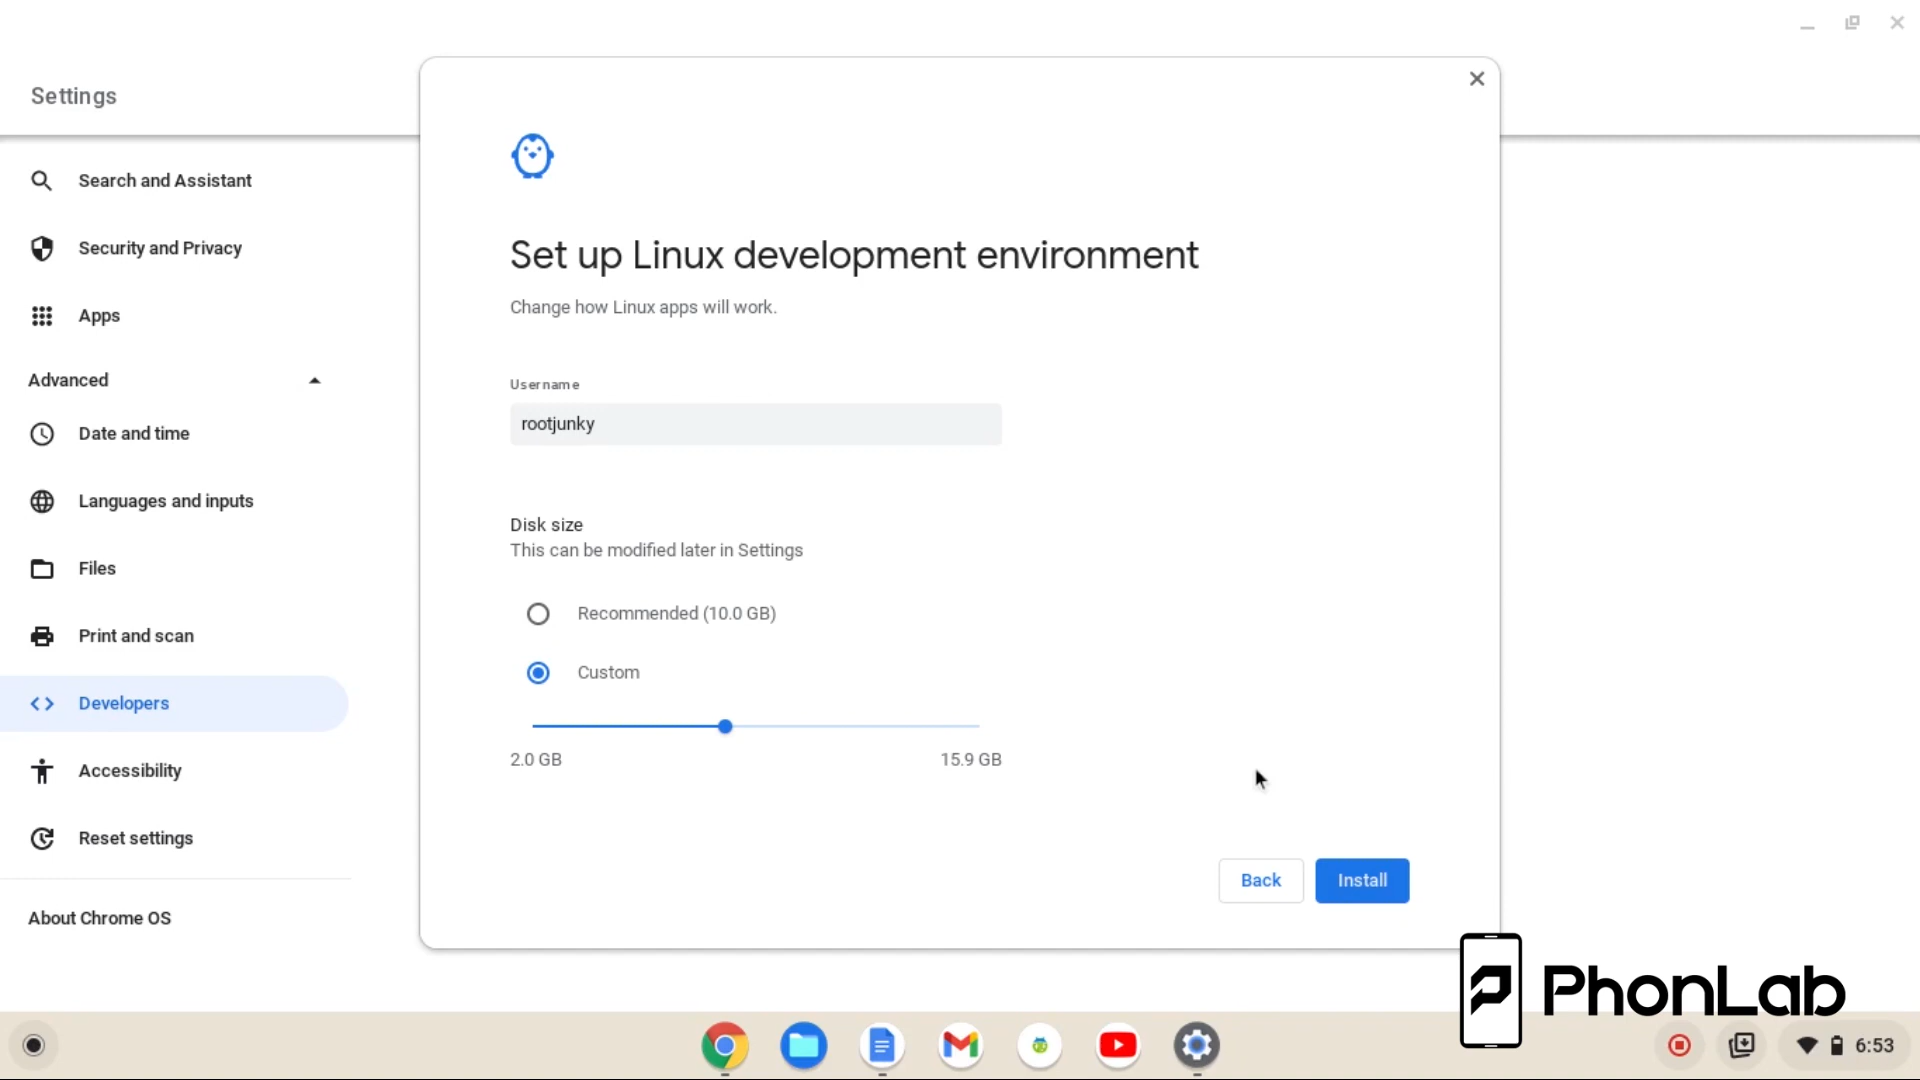 Settings
Search and Assistant
Security and Privacy
Apps
Advanced
Date and time
Languages and inputs
Files
Print and scan
Developers
Accessibility
Reset settings
About Chrome OS
Set up Linux development environment
Change how Linux apps will work.
Username
rootjunky
Disk size
This can be modified later in Settings
Recommended (10.0 GB)
Custom
2.0 GB
15.9 GB
Back
Install
PhonLab
6:53